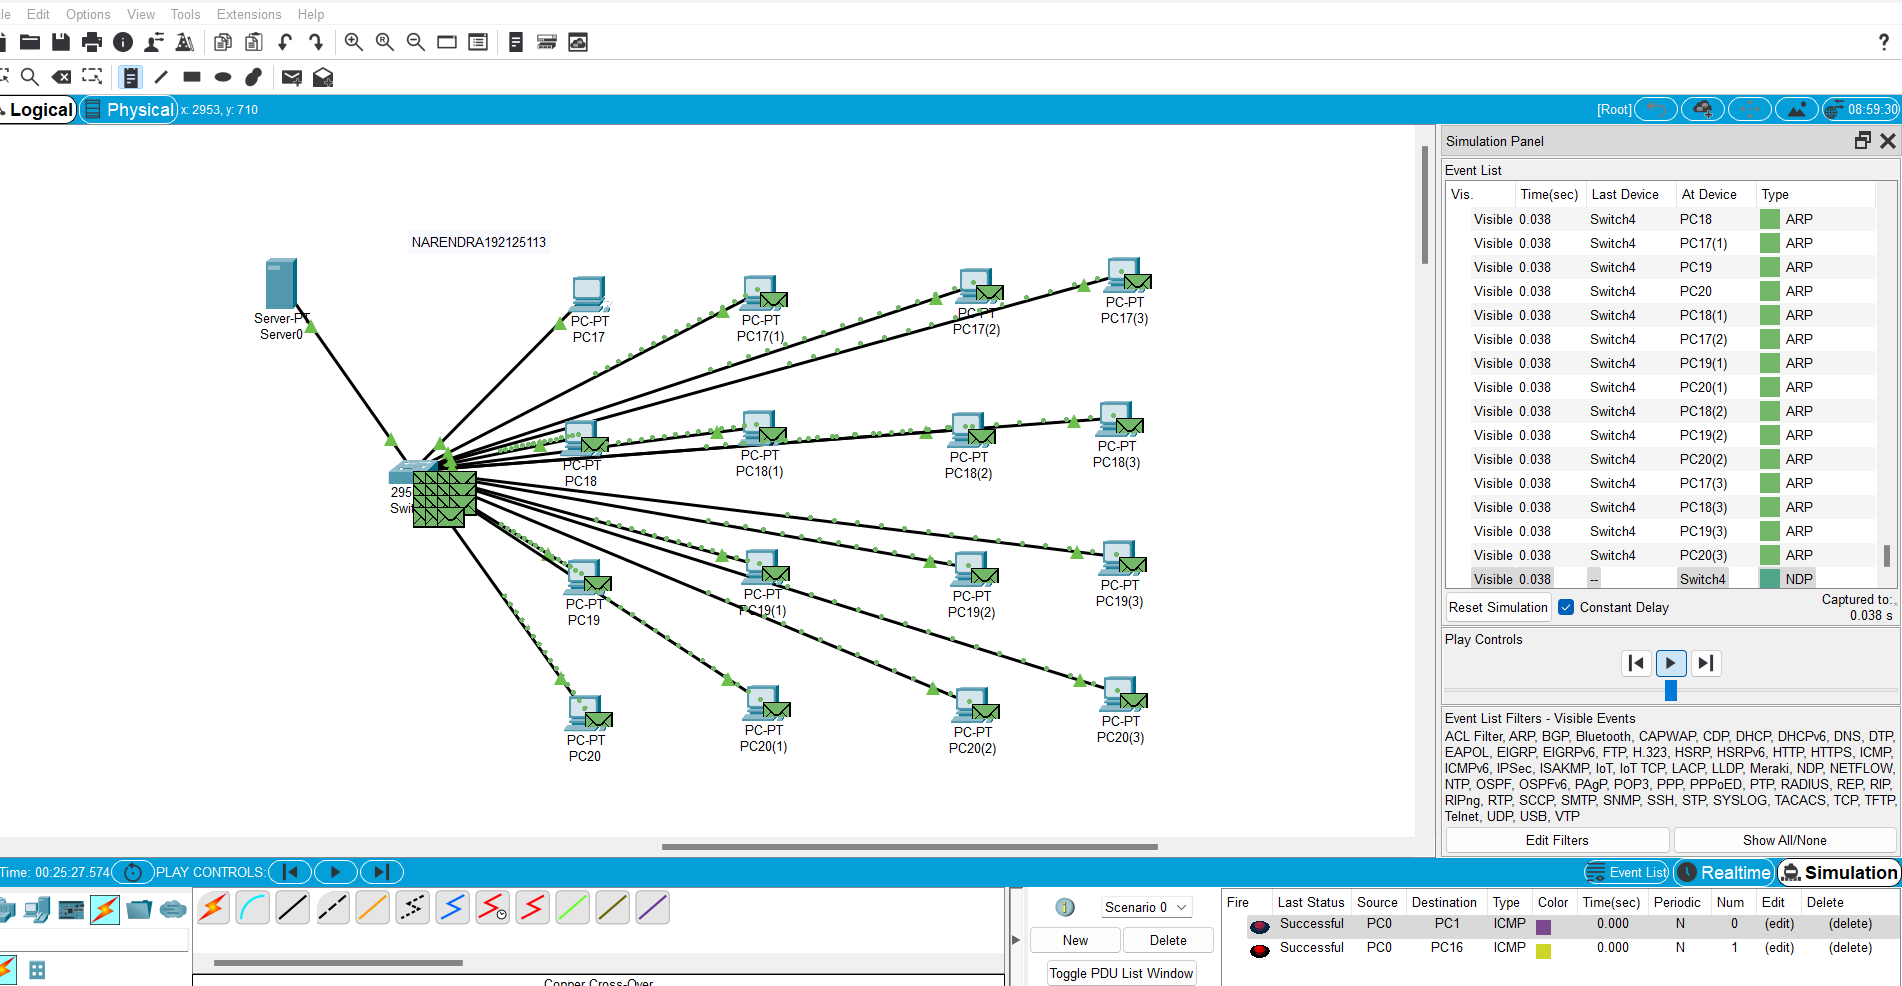 le Edit Options View Tools Extensions Help
?
Logical Physical x: 2953, y: 710 [Root] 08:59:30
NARENDRA192125113
Server-PT
Server0
PC-PT
PC17
PC-PT
PC17(1)
PC-PT
PC17(2)
PC-PT
PC17(3)
PC-PT
PC18
PC-PT
PC18(1)
PC-PT
PC18(2)
PC-PT
PC18(3)
295
Swit
PC-PT
PC19
PC-PT
PC19(1)
PC-PT
PC19(2)
PC-PT
PC19(3)
PC-PT
PC20
PC-PT
PC20(1)
PC-PT
PC20(2)
PC-PT
PC20(3)
Simulation Panel
Event List
Vis. Time(sec) Last Device At Device Type
Visible 0.038 Switch4 PC18 ARP
Visible 0.038 Switch4 PC17(1) ARP
Visible 0.038 Switch4 PC19 ARP
Visible 0.038 Switch4 PC20 ARP
Visible 0.038 Switch4 PC18(1) ARP
Visible 0.038 Switch4 PC17(2) ARP
Visible 0.038 Switch4 PC19(1) ARP
Visible 0.038 Switch4 PC20(1) ARP
Visible 0.038 Switch4 PC18(2) ARP
Visible 0.038 Switch4 PC19(2) ARP
Visible 0.038 Switch4 PC20(2) ARP
Visible 0.038 Switch4 PC17(3) ARP
Visible 0.038 Switch4 PC18(3) ARP
Visible 0.038 Switch4 PC19(3) ARP
Visible 0.038 Switch4 PC20(3) ARP
Visible 0.038 -- Switch4 NDP
Reset Simulation Constant Delay Captured to:
0.038 s
Play Controls
Event List Filters - Visible Events
ACL Filter, ARP, BGP, Bluetooth, CAPWAP, CDP, DHCP, DHCPv6, DNS, DTP,
EAPOL, EIGRP, EIGRPv6, FTP, H.323, HSRP, HSRPv6, HTTP, HTTPS, ICMP,
ICMPv6, IPSec, ISAKMP, IoT, IoT TCP, LACP, LLDP, Meraki, NDP, NETFLOW,
NTP, OSPF, OSPFv6, PAgP, POP3, PPP, PPPoED, PTP, RADIUS, REP, RIP,
RIPng, RTP, SCCP, SMTP, SNMP, SSH, STP, SYSLOG, TACACS, TCP, TFTP,
Telnet, UDP, USB, VTP
Edit Filters Show All/None
Time: 00:25:27.574 PLAY CONTROLS: Event List Realtime Simulation
Copper Cross-Over
Scenario 0
New Delete
Toggle PDU List Window
Fire Last Status Source Destination Type Color Time(sec) Periodic Num Edit Delete
Successful PC0 PC1 ICMP 0.000 N 0 (edit) (delete)
Successful PC0 PC16 ICMP 0.000 N 1 (edit) (delete)